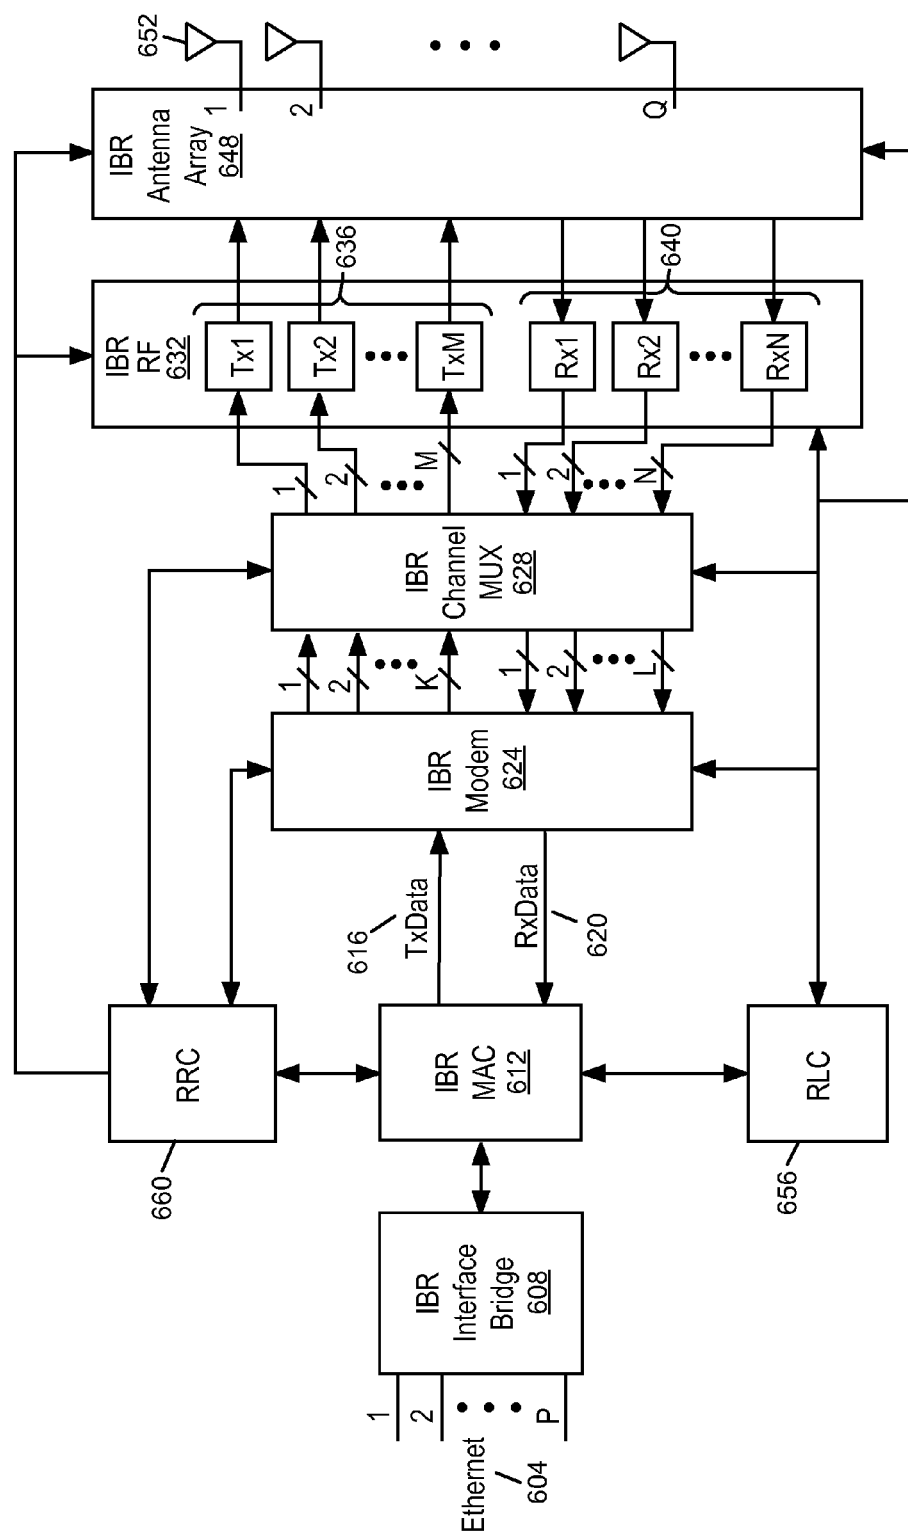 Ethernet
604
1
2
P
IBR
Interface
Bridge
608
660
RRC
IBR
MAC
612
656
RLC
616
TxData
RxData
620
IBR
Modem
624
1
2
K
1
2
L
IBR
Channel
MUX
628
1
2
M
1
2
N
IBR
RF
632
Tx1
Tx2
TxM
Rx1
Rx2
RxN
636
640
IBR
Antenna
Array
648
1
2
Q
652